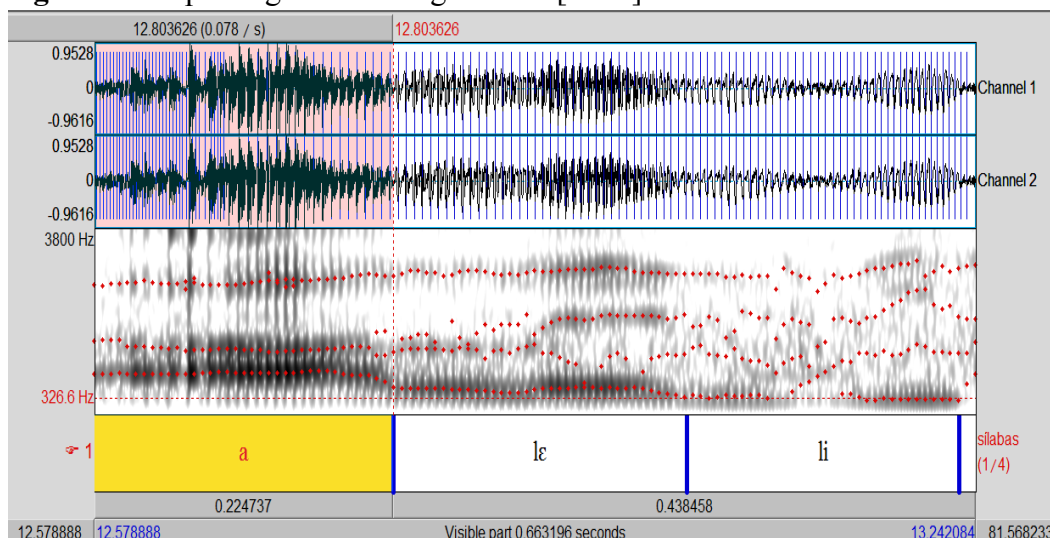 12.803626 (0.078 / s) 12.803626
0.9528
0
-0.9616
Channel 1
0.9528
0
-0.9616
Channel 2
3800 Hz
326.6 Hz
☞ 1 a lɛ li sílabas
(1/4)
0.224737 0.438458
12.578888 12.578888 Visible part 0.663196 seconds 13.242084 81.568233